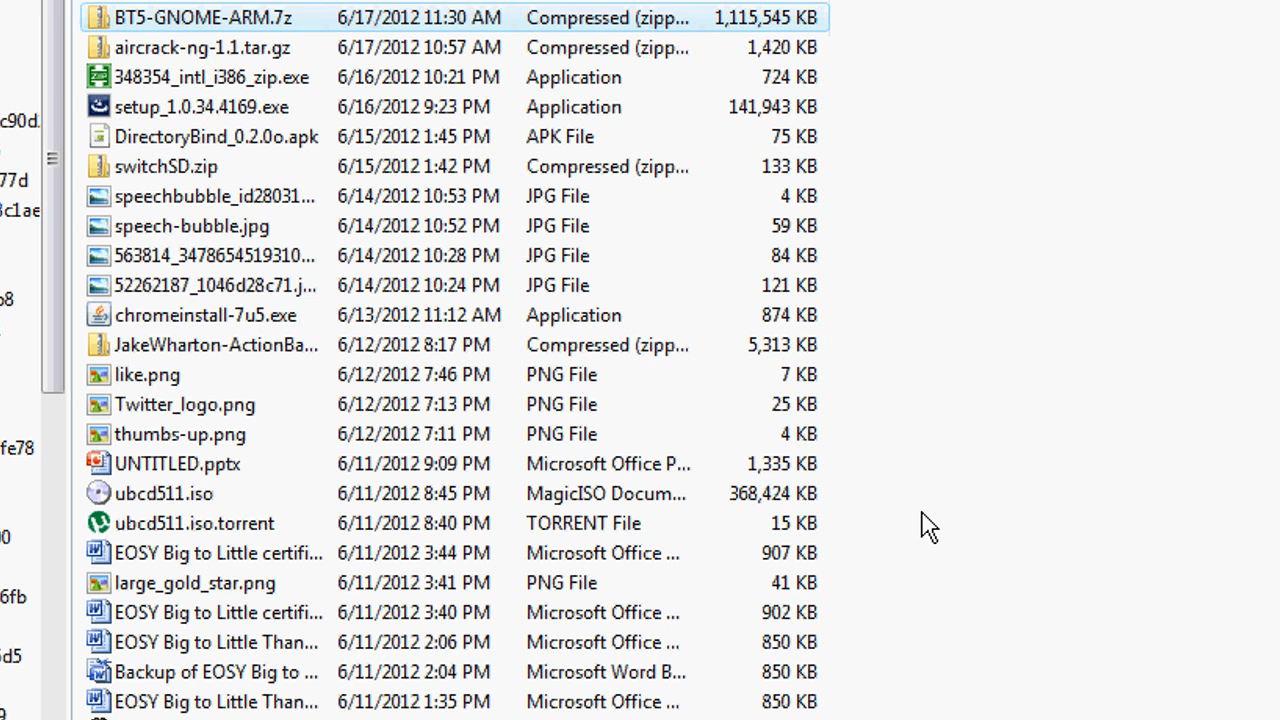 BT5-GNOME-ARM.7z 6/17/2012 11:30 AM Compressed (zipp... 1,115,545 KB
aircrack-ng-1.1.tar.gz 6/17/2012 10:57 AM Compressed (zipp... 1,420 KB
348354_intl_i386_zip.exe 6/16/2012 10:21 PM Application 724 KB
c90d. setup_1.0.34.4169.exe 6/16/2012 9:23 PM Application 141,943 KB
DirectoryBind_0.2.0o.apk 6/15/2012 1:45 PM APK File 75 KB
77d switchSD.zip 6/15/2012 1:42 PM Compressed (zipp... 133 KB
3c1ae speechbubble_id28031... 6/14/2012 10:53 PM JPG File 4 KB
speech-bubble.jpg 6/14/2012 10:52 PM JPG File 59 KB
563814_3478654519310... 6/14/2012 10:28 PM JPG File 84 KB
b8 52262187_1046d28c71.j... 6/14/2012 10:24 PM JPG File 121 KB
chromeinstall-7u5.exe 6/13/2012 11:12 AM Application 874 KB
JakeWharton-ActionBa... 6/12/2012 8:17 PM Compressed (zipp... 5,313 KB
like.png 6/12/2012 7:46 PM PNG File 7 KB
Twitter_logo.png 6/12/2012 7:13 PM PNG File 25 KB
fe78 thumbs-up.png 6/12/2012 7:11 PM PNG File 4 KB
UNTITLED.pptx 6/11/2012 9:09 PM Microsoft Office P... 1,335 KB
ubcd511.iso 6/11/2012 8:45 PM MagicISO Docum... 368,424 KB
ubcd511.iso.torrent 6/11/2012 8:40 PM TORRENT File 15 KB
EOSY Big to Little certifi... 6/11/2012 3:44 PM Microsoft Office ... 907 KB
6fb large_gold_star.png 6/11/2012 3:41 PM PNG File 41 KB
EOSY Big to Little certifi... 6/11/2012 3:40 PM Microsoft Office ... 902 KB
6d5 EOSY Big to Little Than... 6/11/2012 2:06 PM Microsoft Office ... 850 KB
Backup of EOSY Big to ... 6/11/2012 2:04 PM Microsoft Word B... 850 KB
EOSY Big to Little Than... 6/11/2012 1:35 PM Microsoft Office ... 850 KB